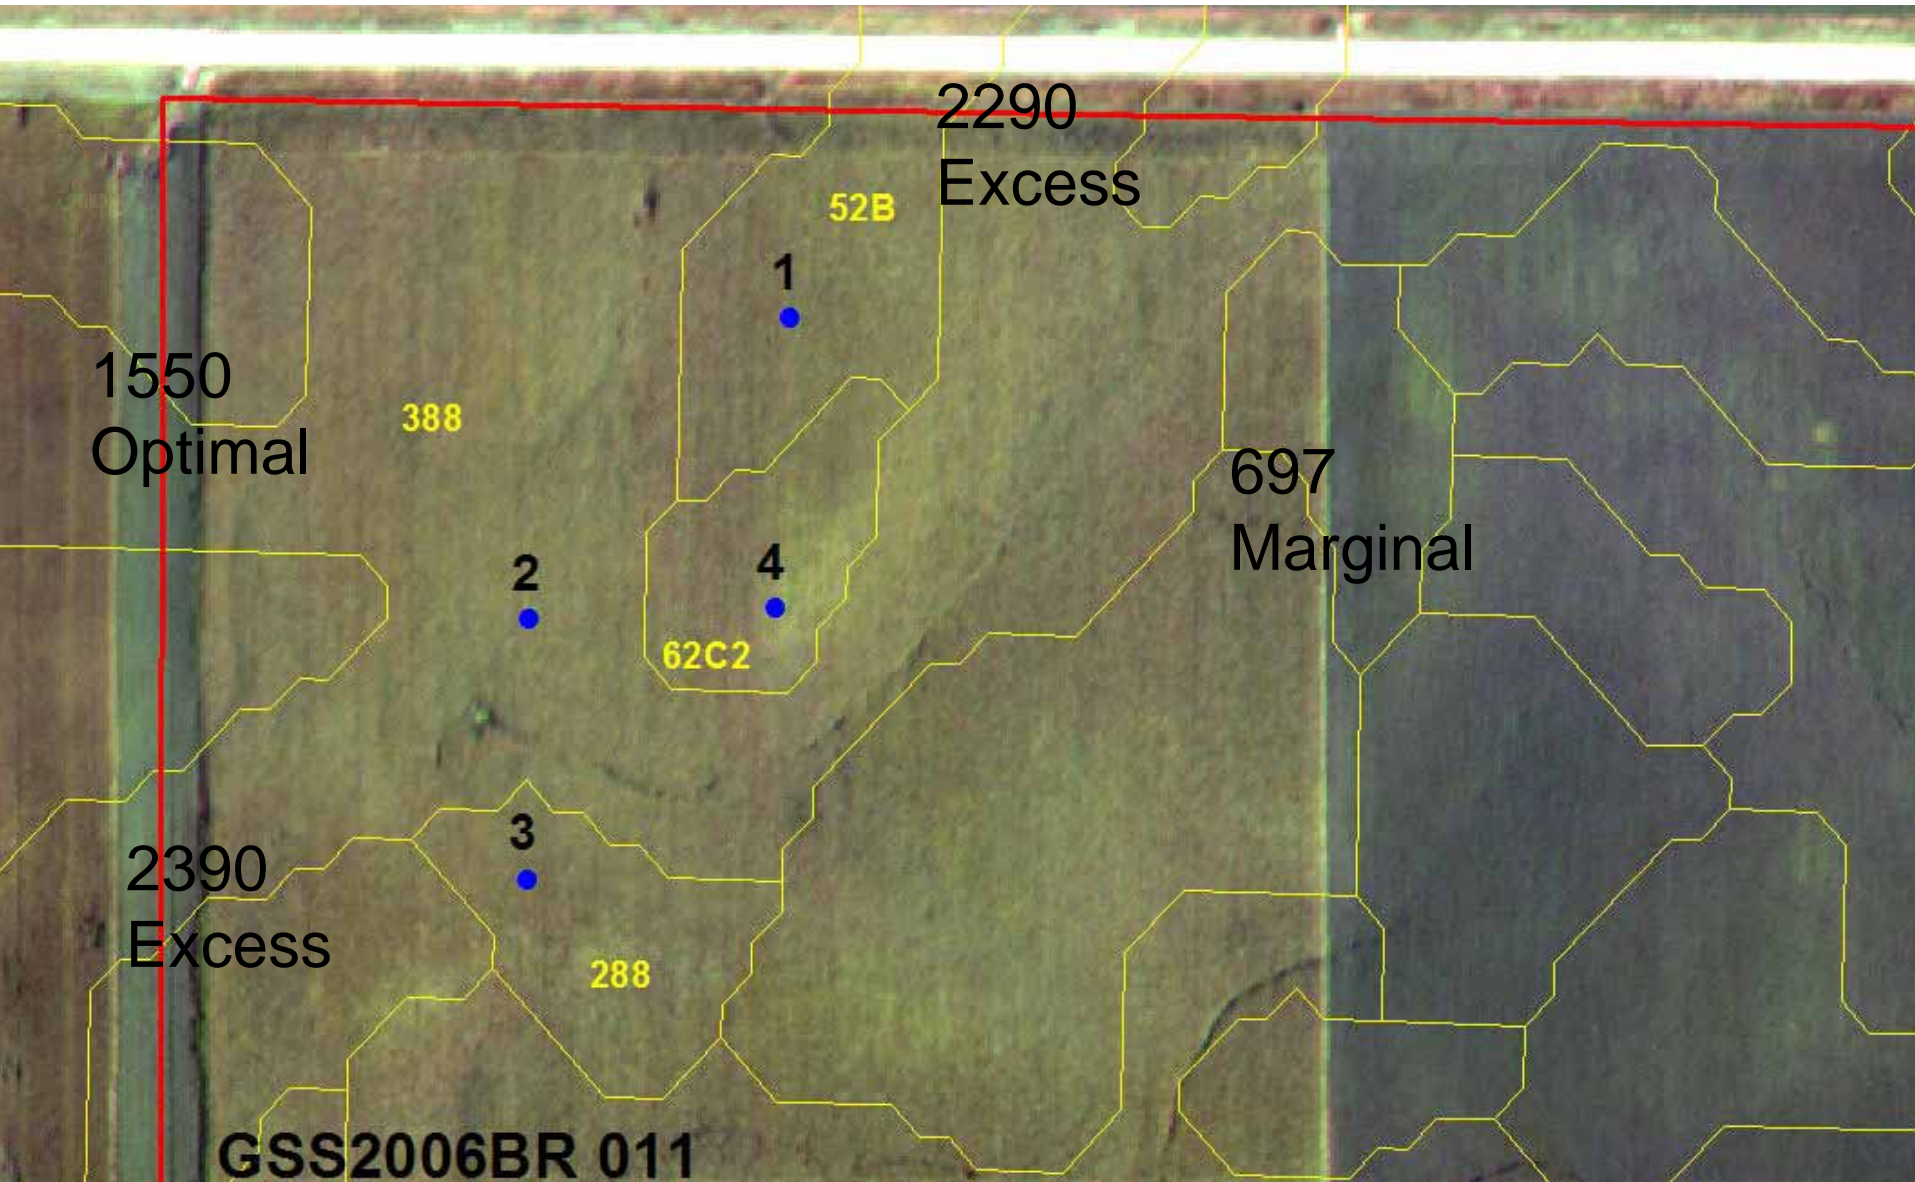 2290
Excess
52B
1
1550
Optimal
388
697
Marginal
2
4
62C2
3
2390
Excess
288
GSS2006BR 011